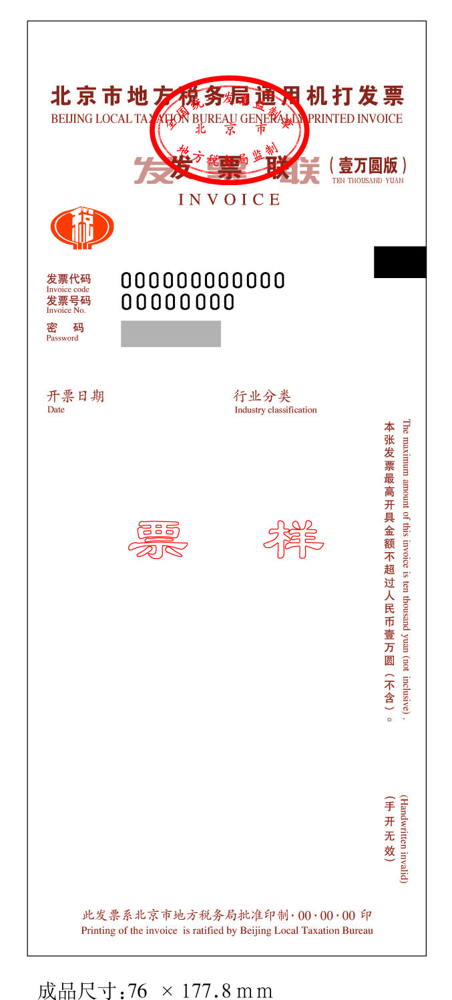 北京市地方税务局通用机打发票
BEIJING LOCAL TAXATION BUREAU GENERALLY PRINTED INVOICE
全国统一发票监制章
北京市
地方税务局监制
发票联
发票联
（壹万圆版）
TEN THOUSAND YUAN
INVOICE
税
发票代码
000000000000
Invoice code
发票号码
00000000
Invoice No.
密 码
Password
开票日期
行业分类
Date
Industry classification
The maximum amount of this invoice is ten thousand yuan (not inclusive).
本张发票最高开具金额不超过人民币壹万圆（不含）。
票 样
(Handwritten invalid)
（手开无效）
此发票系北京市地方税务局批准印制·00·00·00 印
Printing of the invoice is ratified by Beijing Local Taxation Bureau
成品尺寸:76 × 177.8mm